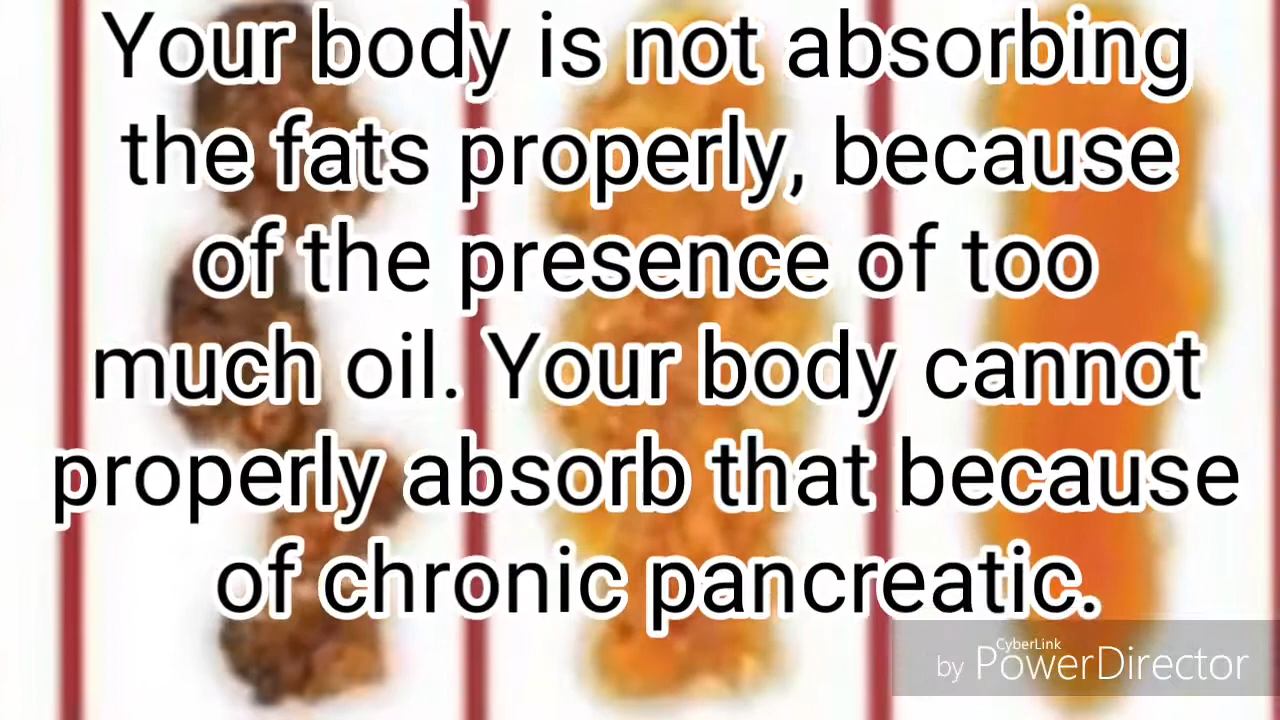 Your body is not absorbing
the fats properly, because
of the presence of too
much oil. Your body cannot
properly absorb that because
of chronic pancreatic.
CyberLink
by PowerDirector